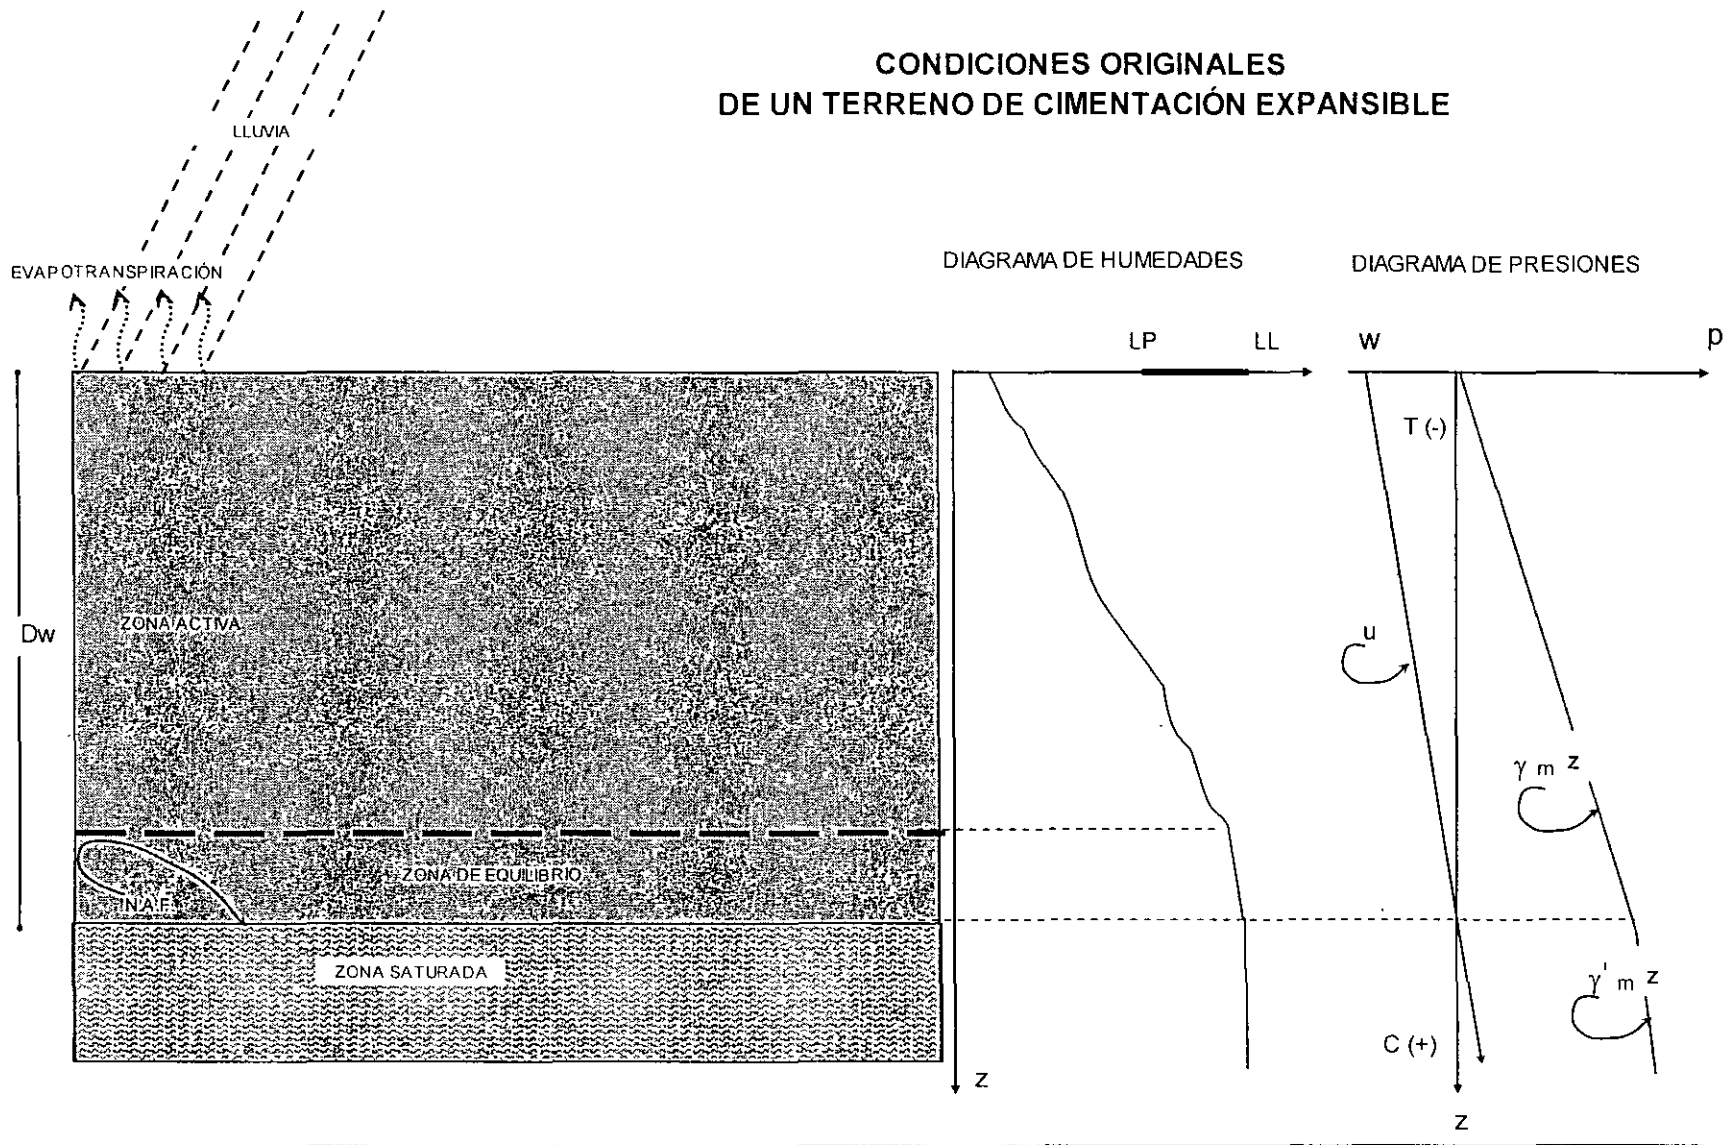 CONDICIONES ORIGINALES
DE UN TERRENO DE CIMENTACIÓN EXPANSIBLE
LLUVIA
EVAPOTRANSPIRACIÓN
DIAGRAMA DE HUMEDADES
DIAGRAMA DE PRESIONES
LP LL
w
p
T (-)
Dw
ZONA ACTIVA
u
γ m z
ZONA DE EQUILIBRIO
N.A.F.
ZONA SATURADA
γ' m z
C (+)
z
z